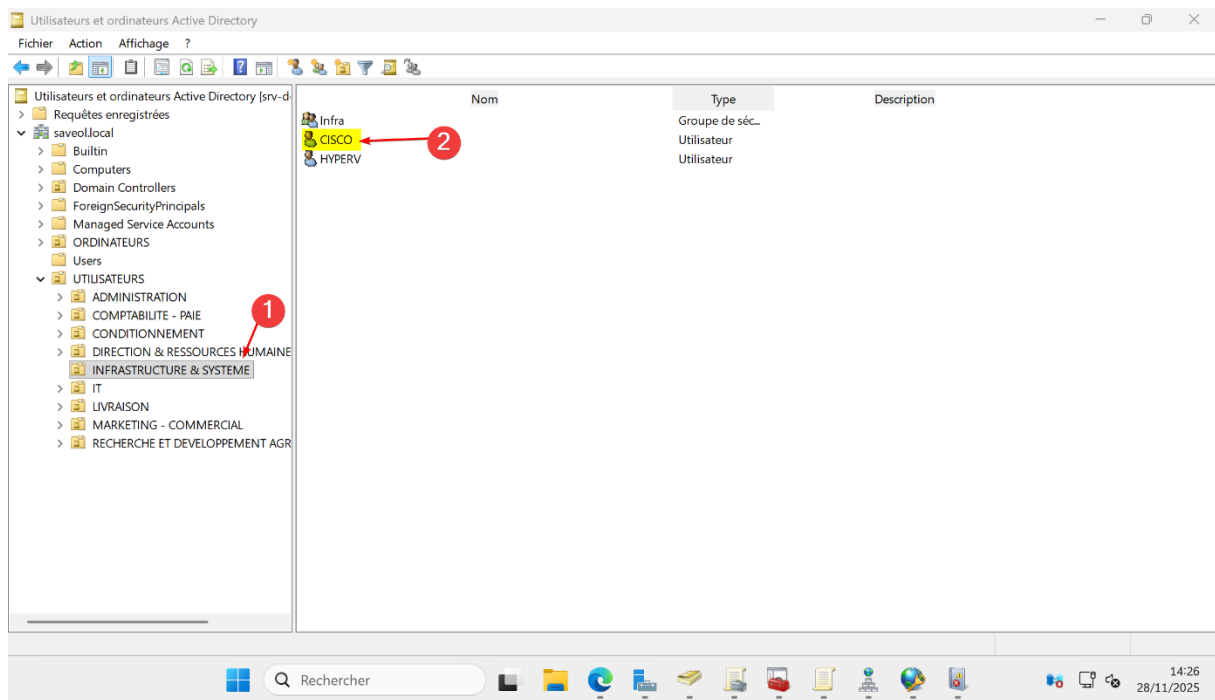 Utilisateurs et ordinateurs Active Directory
Fichier Action Affichage ?
Utilisateurs et ordinateurs Active Directory [srv-d
Requêtes enregistrées
saveol.local
Builtin
Computers
Domain Controllers
ForeignSecurityPrincipals
Managed Service Accounts
ORDINATEURS
Users
UTILISATEURS
ADMINISTRATION
COMPTABILITE - PAIE
CONDITIONNEMENT
DIRECTION & RESSOURCES HUMAINE
INFRASTRUCTURE & SYSTEME
IT
LIVRAISON
MARKETING - COMMERCIAL
RECHERCHE ET DEVELOPPEMENT AGR
1
Nom Type Description
Infra Groupe de séc...
CISCO Utilisateur
2
HYPERV Utilisateur
Rechercher
14:26
28/11/2025